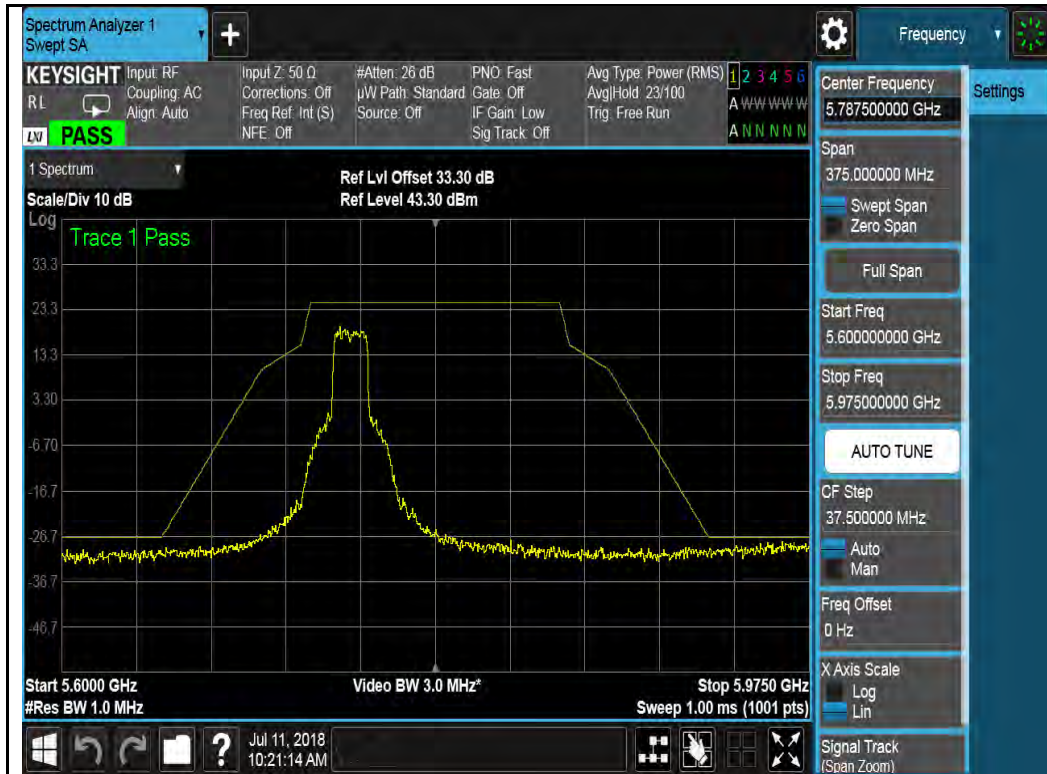 Spectrum Analyzer 1
Swept SA
+
Frequency
KEYSIGHT
R L
LXI PASS
Input: RF
Coupling: AC
Align: Auto
Input Z: 50 Ω
Corrections: Off
Freq Ref: Int (S)
NFE: Off
#Atten: 26 dB
µW Path: Standard
Source: Off
PNO: Fast
Gate: Off
IF Gain: Low
Sig Track: Off
Avg Type: Power (RMS)
Avg|Hold: 23/100
Trig: Free Run
1 2 3 4 5 6
A W W W W W
A N N N N N
1 Spectrum
Scale/Div 10 dB
Ref Lvl Offset 33.30 dB
Ref Level 43.30 dBm
Log
Trace 1 Pass
33.3
23.3
13.3
3.30
-6.70
-16.7
-26.7
-36.7
-46.7
Start 5.6000 GHz
#Res BW 1.0 MHz
Video BW 3.0 MHz*
Stop 5.9750 GHz
Sweep 1.00 ms (1001 pts)
Center Frequency
5.787500000 GHz
Settings
Span
375.000000 MHz
Swept Span
Zero Span
Full Span
Start Freq
5.600000000 GHz
Stop Freq
5.975000000 GHz
AUTO TUNE
CF Step
37.500000 MHz
Auto
Man
Freq Offset
0 Hz
X Axis Scale
Log
Lin
Signal Track
(Span Zoom)
?
Jul 11, 2018
10:21:14 AM